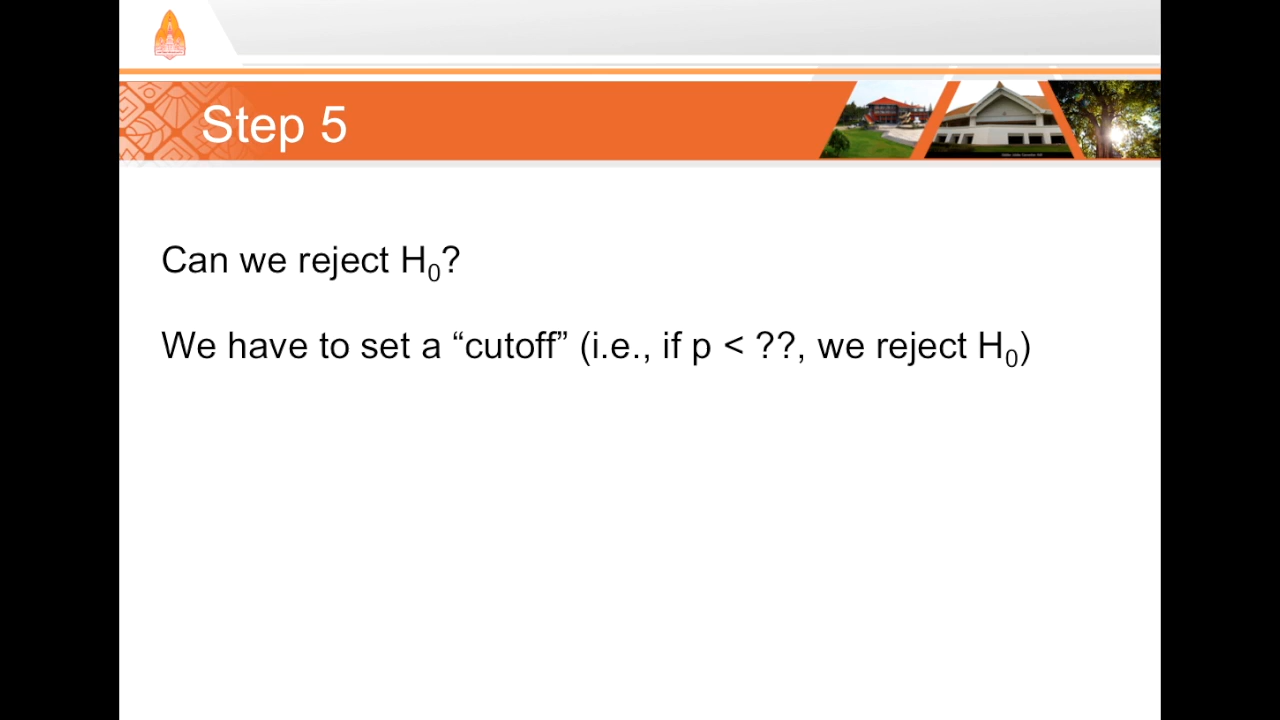 Step 5
Can we reject H₀?
We have to set a “cutoff” (i.e., if p < ??, we reject H₀)